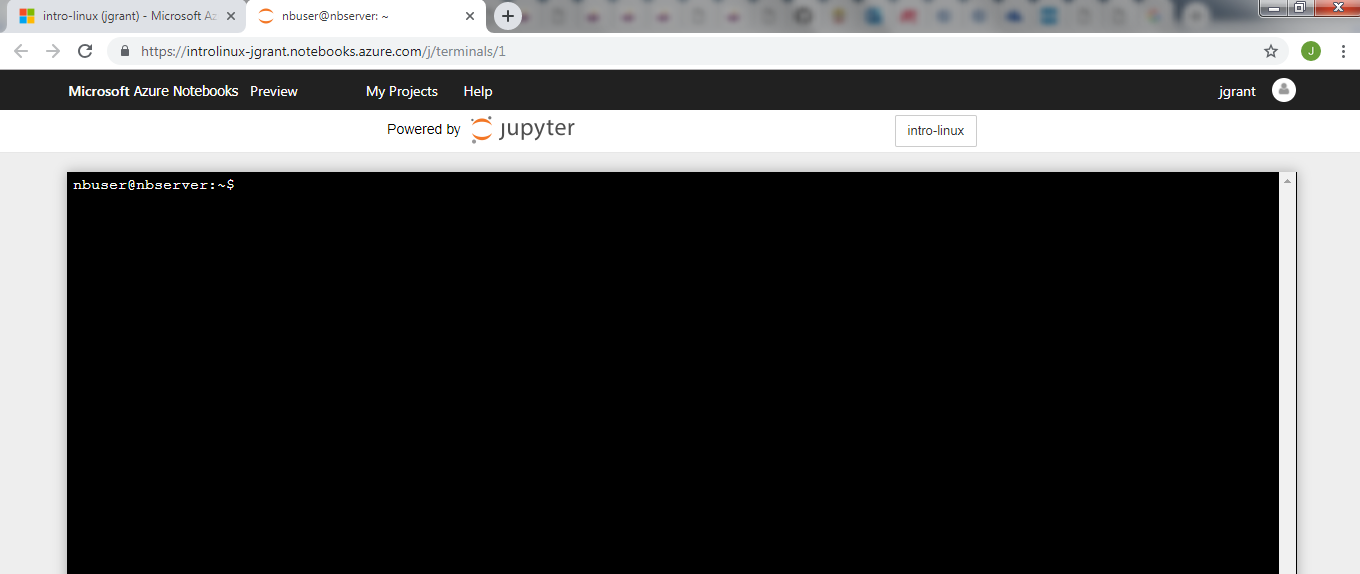 intro-linux (jgrant) - Microsoft Az
nbuser@nbserver: ~
https://introlinux-jgrant.notebooks.azure.com/j/terminals/1
J
Microsoft Azure Notebooks Preview My Projects Help jgrant
Powered by jupyter intro-linux
nbuser@nbserver:~$